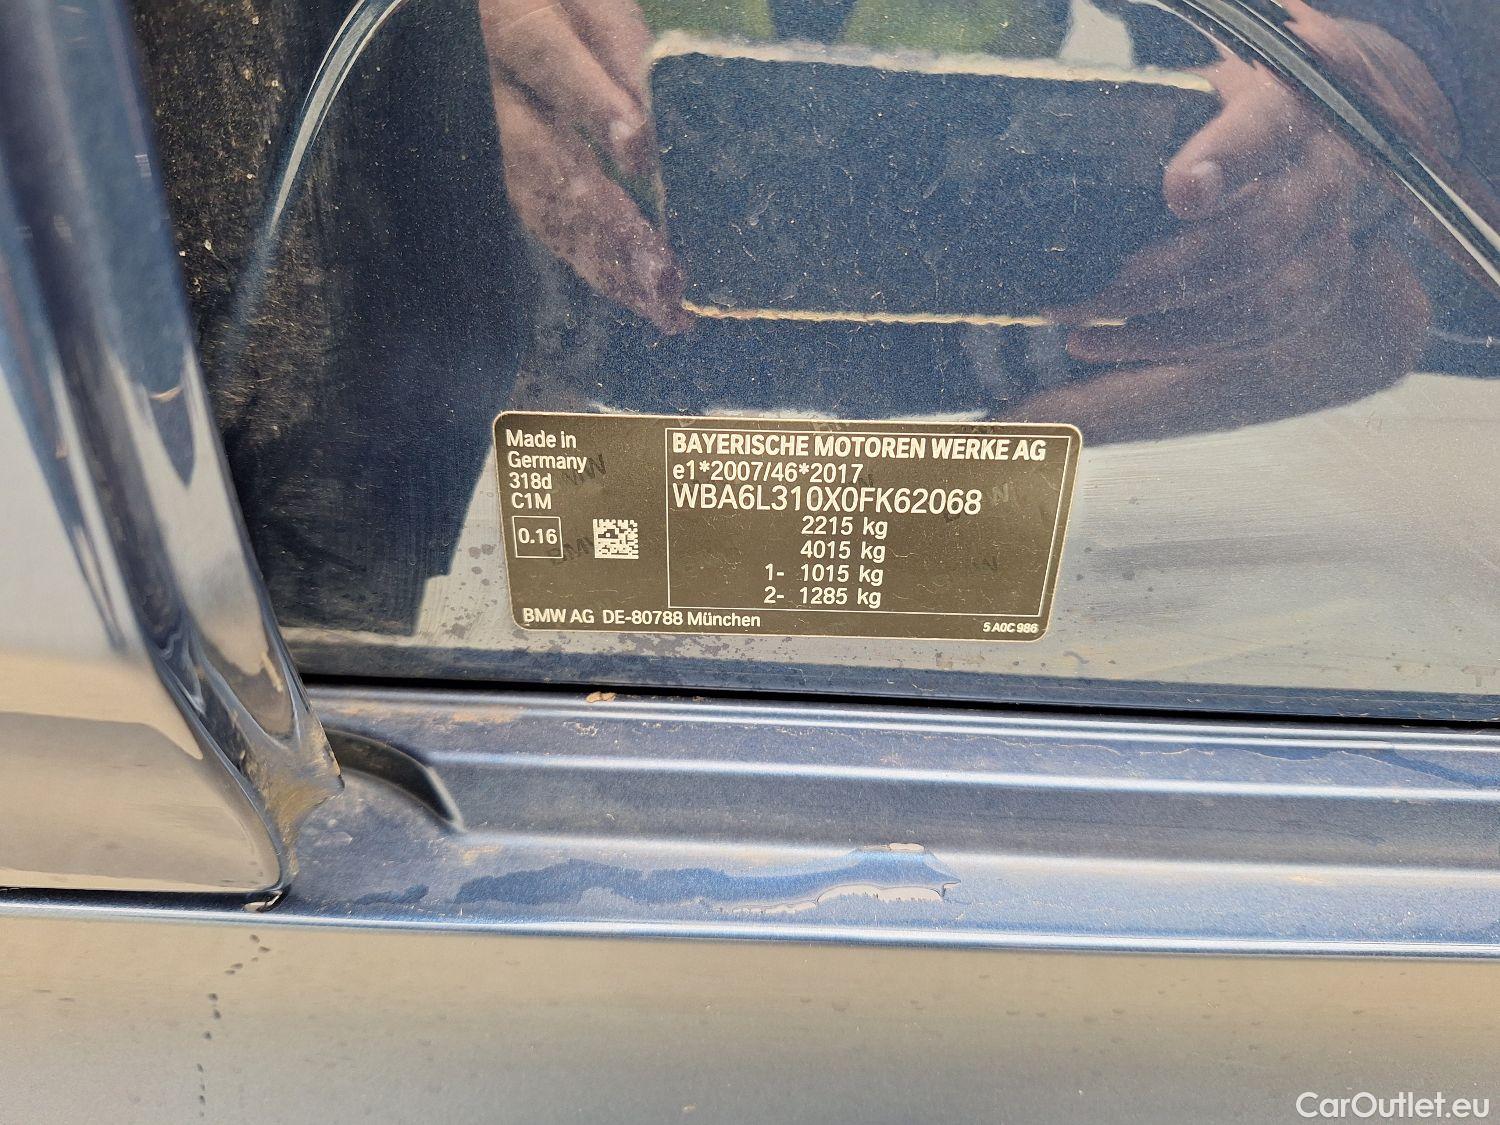 Made in
Germany
318d
C1M
0.16
BAYERISCHE MOTOREN WERKE AG
e1*2007/46*2017
WBA6L310X0FK62068
2215 kg
4015 kg
1- 1015 kg
2- 1285 kg
BMW AG DE-80788 München
5 A0C 986
CarOutlet.eu